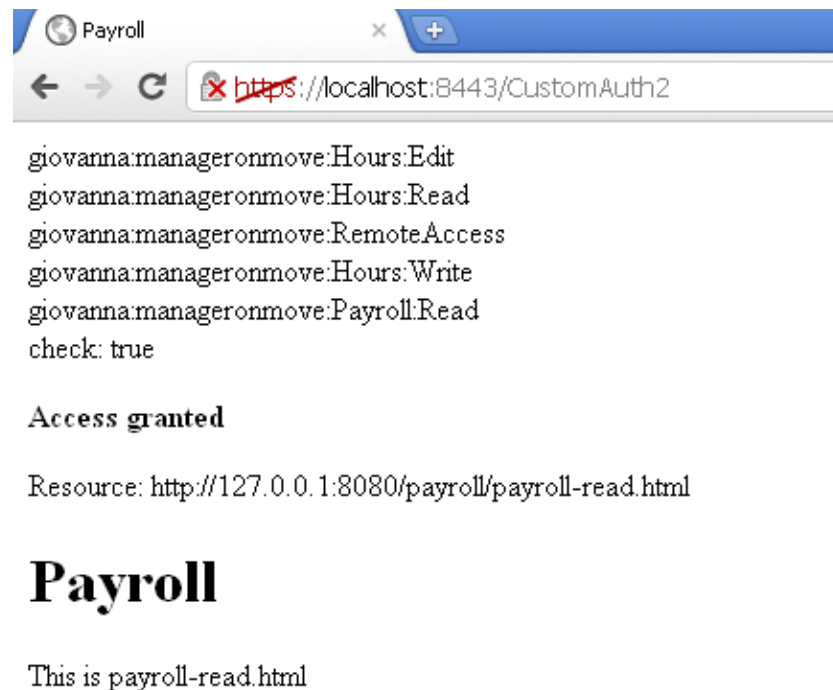 Payroll
https://localhost:8443/CustomAuth2
giovanna:manageronmove:Hours:Edit
giovanna:manageronmove:Hours:Read
giovanna:manageronmove:RemoteAccess
giovanna:manageronmove:Hours:Write
giovanna:manageronmove:Payroll:Read
check: true
Access granted
Resource: http://127.0.0.1:8080/payroll/payroll-read.html
Payroll
This is payroll-read.html